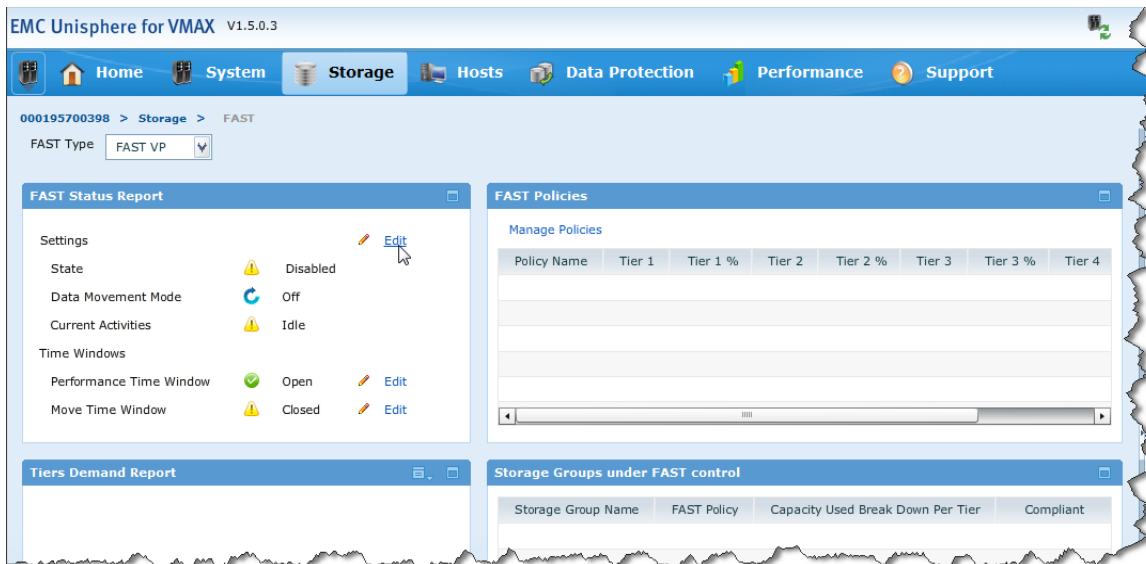 EMC Unisphere for VMAX V1.5.0.3
Home System Storage Hosts Data Protection Performance Support
000195700398 > Storage > FAST
FAST Type FAST VP
FAST Status Report
Settings Edit
State Disabled
Data Movement Mode Off
Current Activities Idle
Time Windows
Performance Time Window Open Edit
Move Time Window Closed Edit
FAST Policies
Manage Policies
Policy Name Tier 1 Tier 1 % Tier 2 Tier 2 % Tier 3 Tier 3 % Tier 4
Tiers Demand Report
Storage Groups under FAST control
Storage Group Name FAST Policy Capacity Used Break Down Per Tier Compliant